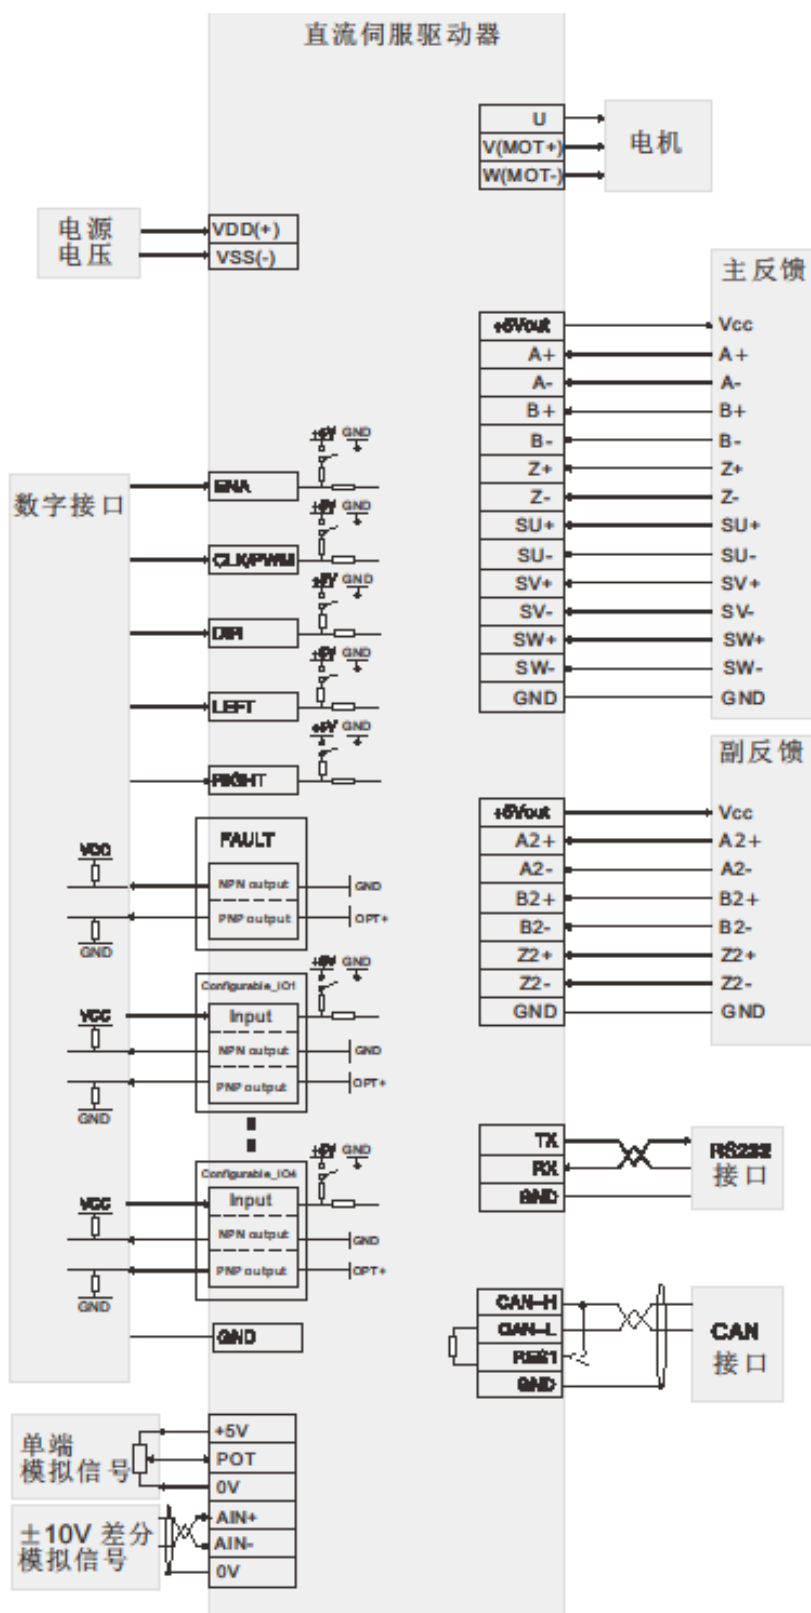 直流伺服驱动器
U
V(MOT+)
W(MOT-)
电机
电源
电压
VDD(+)
VSS(-)
主反馈
+5Vout
A+
A-
B+
B-
Z+
Z-
SU+
SU-
SV+
SV-
SW+
SW-
GND
Vcc
A+
A-
B+
B-
Z+
Z-
SU+
SU-
SV+
SV-
SW+
SW-
GND
数字接口
+5V GND
ENA
+5V GND
CLK/PWM
+5V GND
DIR
+5V GND
LEFT
+5V GND
RIGHT
副反馈
+5Vout
A2+
A2-
B2+
B2-
Z2+
Z2-
GND
Vcc
A2+
A2-
B2+
B2-
Z2+
Z2-
GND
FAULT
VCC
NPN output
GND
PNP output
OPT+
GND
+5V GND
Configurable_IO1
Input
VCC
NPN output
GND
PNP output
OPT+
GND
+5V GND
Configurable_IO4
Input
VCC
NPN output
GND
PNP output
OPT+
GND
GND
TX
RX
GND
RS232
接口
CAN-H
CAN-L
RES1
GND
CAN
接口
单端
模拟信号
+5V
POT
0V
±10V 差分
模拟信号
AIN+
AIN-
0V